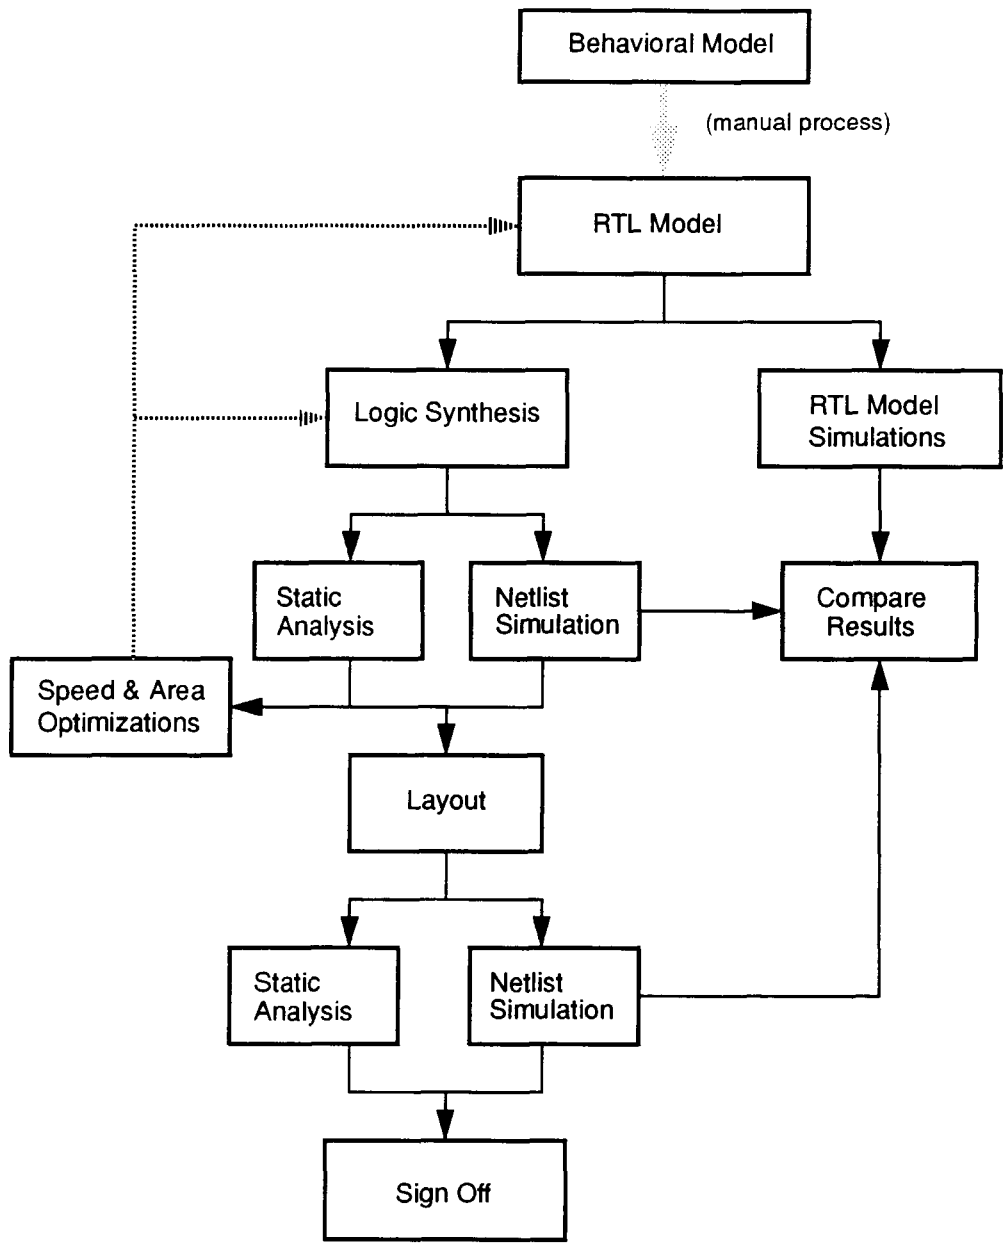 Behavioral Model
(manual process)
RTL Model
Logic Synthesis
RTL Model
Simulations
Static
Analysis
Netlist
Simulation
Compare
Results
Speed & Area
Optimizations
Layout
Static
Analysis
Netlist
Simulation
Sign Off